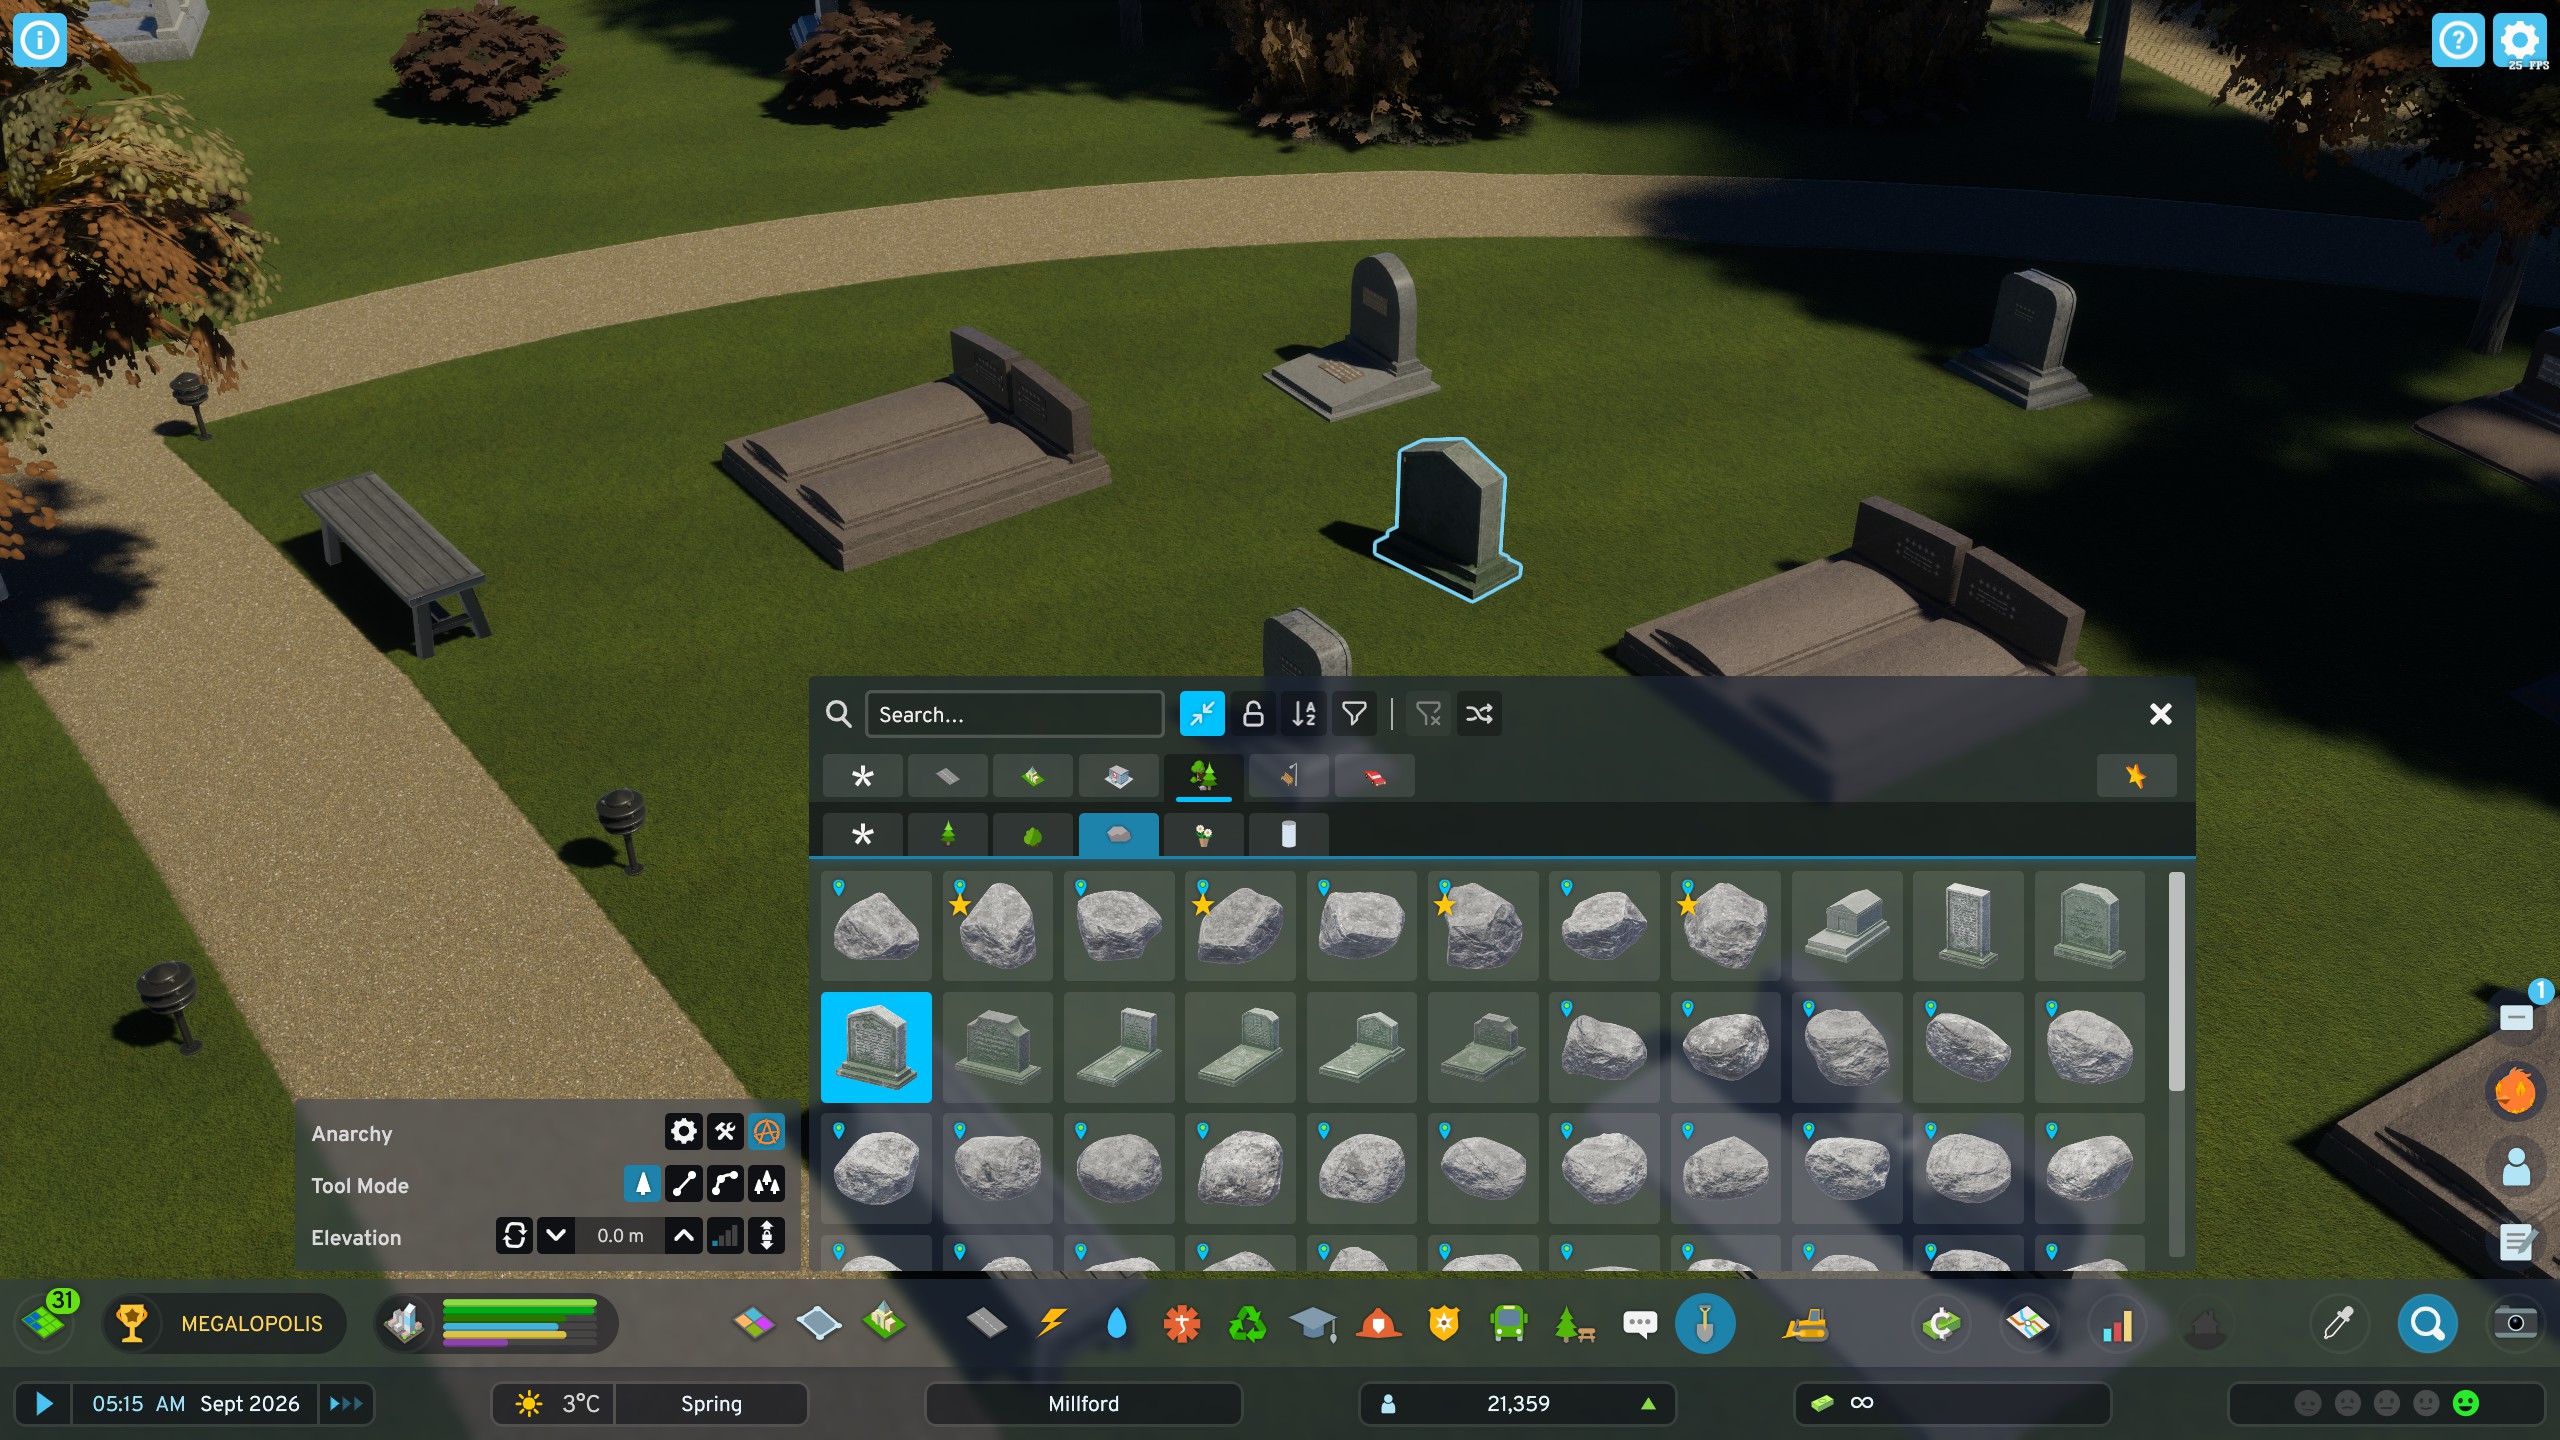 25 FPS
Search...
1
Anarchy
Tool Mode
Elevation
0.0 m
31
MEGALOPOLIS
05:15 AM Sept 2026
3°C
Spring
Millford
21,359
∞